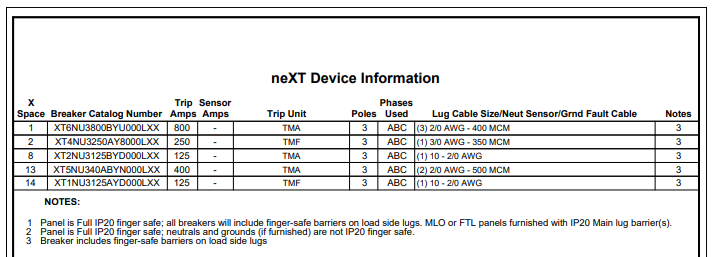 neXT Device Information
X Trip Sensor Phases
Space Breaker Catalog Number Amps Amps Trip Unit Poles Used Lug Cable Size/Neut Sensor/Grnd Fault Cable Notes
1 XT6NU3800BYU000LXX 800 - TMA 3 ABC (3) 2/0 AWG - 400 MCM 3
2 XT4NU3250AY8000LXX 250 - TMF 3 ABC (1) 3/0 AWG - 350 MCM 3
8 XT2NU3125BYD000LXX 125 - TMA 3 ABC (1) 10 - 2/0 AWG 3
13 XT5NU340ABYN000LXX 400 - TMA 3 ABC (2) 2/0 AWG - 500 MCM 3
14 XT1NU3125AYD000LXX 125 - TMF 3 ABC (1) 10 - 2/0 AWG 3
NOTES:
1 Panel is Full IP20 finger safe; all breakers will include finger-safe barriers on load side lugs. MLO or FTL panels furnished with IP20 Main lug barrier(s).
2 Panel is Full IP20 finger safe; neutrals and grounds (if furnished) are not IP20 finger safe.
3 Breaker includes finger-safe barriers on load side lugs